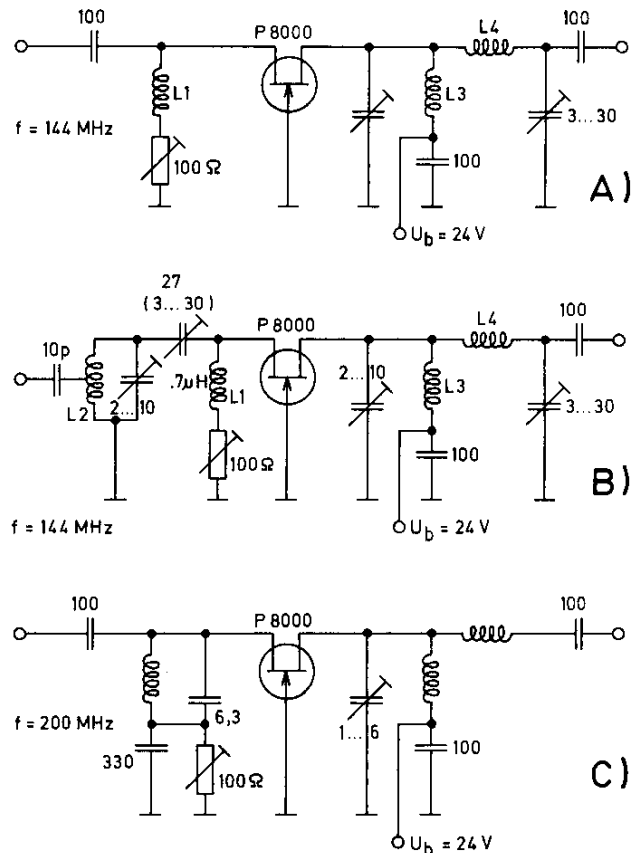 100
P 8000
L4
100
L1
L3
3...30
f = 144 MHz
100 Ω
100
A)
U_b = 24 V
27
(3...30)
P 8000
L4
100
10p
.7µH
L1
2...10
L3
L2
2...10
3...30
100 Ω
100
B)
f = 144 MHz
U_b = 24 V
100
P 8000
100
6,3
1...6
f = 200 MHz
330
100 Ω
100
C)
U_b = 24 V